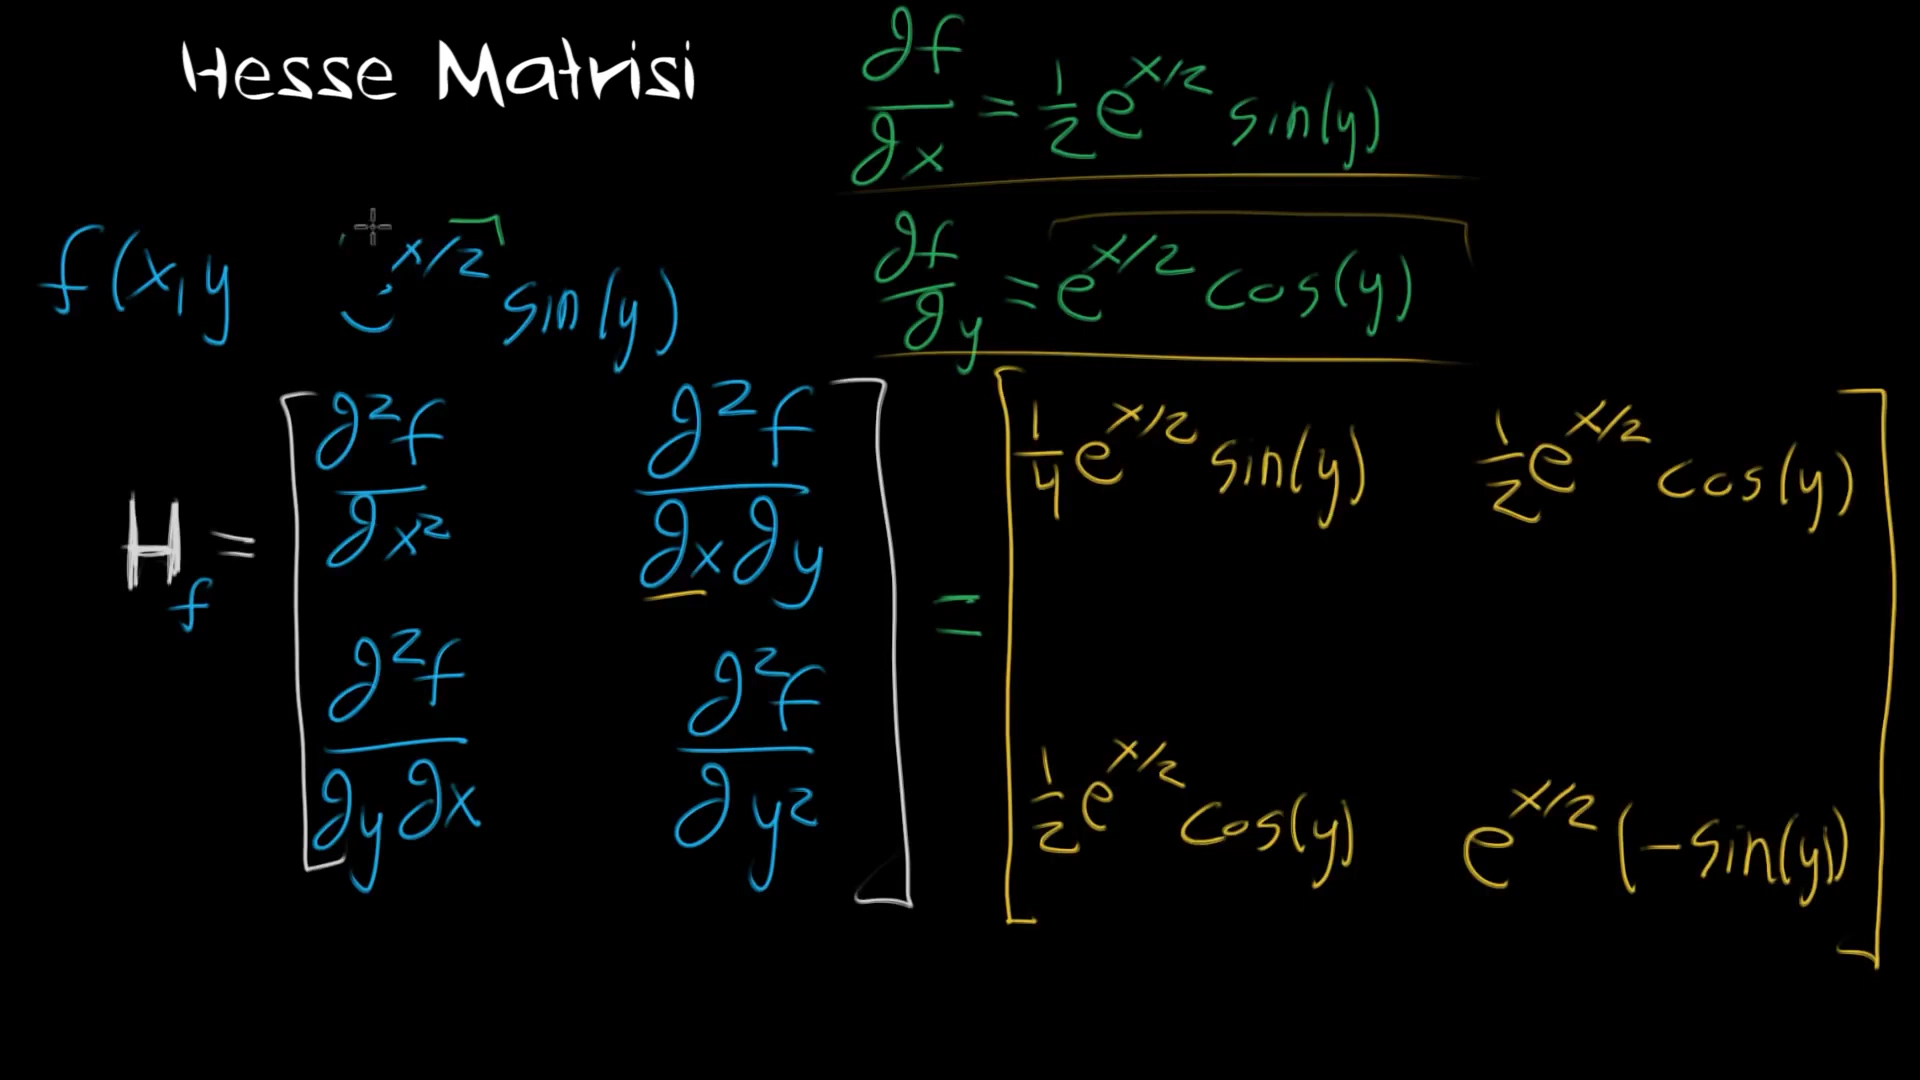 Hesse Matrisi
∂f/∂x = 1/2 e^(x/2) sin(y)
∂f/∂y = e^(x/2) cos(y)
f(x,y e^(x/2) sin(y)
H_f = [ ∂²f/∂x² ∂²f/∂x∂y ] = [ 1/4 e^(x/2) sin(y) 1/2 e^(x/2) cos(y) ]
[ ∂²f/∂y∂x ∂²f/∂y² ] [ 1/2 e^(x/2) cos(y) e^(x/2) (-sin(y)) ]